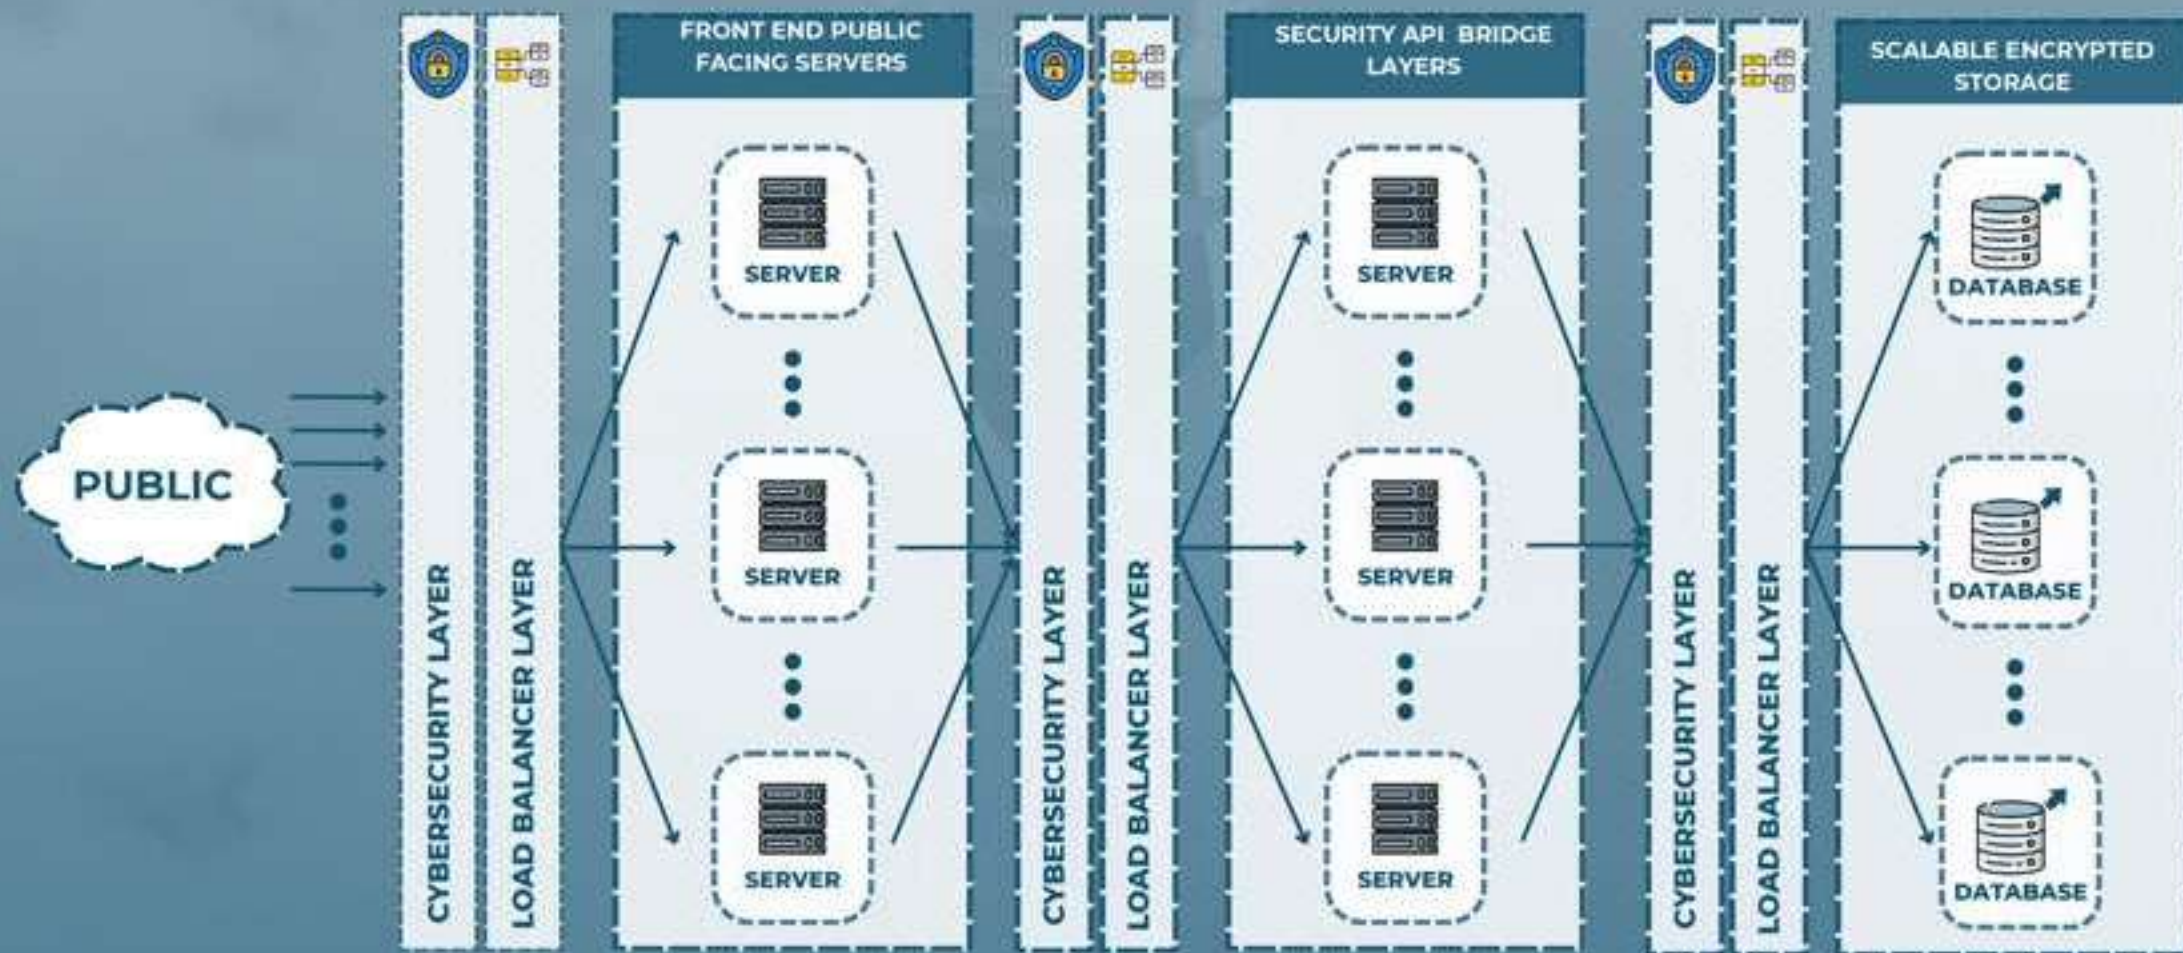 PUBLIC
CYBERSECURITY LAYER
LOAD BALANCER LAYER
FRONT END PUBLIC
FACING SERVERS
SERVER
SERVER
SERVER
CYBERSECURITY LAYER
LOAD BALANCER LAYER
SECURITY API BRIDGE
LAYERS
SERVER
SERVER
SERVER
CYBERSECURITY LAYER
LOAD BALANCER LAYER
SCALABLE ENCRYPTED
STORAGE
DATABASE
DATABASE
DATABASE